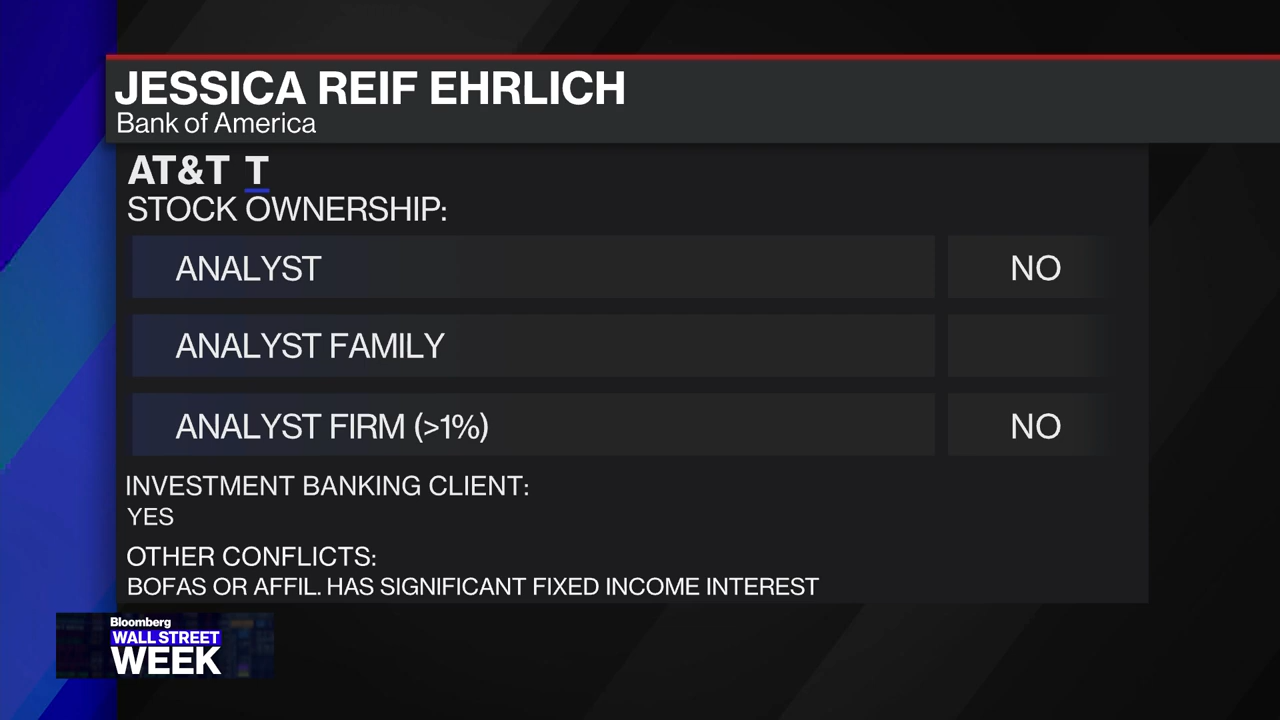 JESSICA REIF EHRLICH
Bank of America
AT&T T
STOCK OWNERSHIP:
ANALYST NO
ANALYST FAMILY
ANALYST FIRM (>1%) NO
INVESTMENT BANKING CLIENT:
YES
OTHER CONFLICTS:
BOFAS OR AFFIL. HAS SIGNIFICANT FIXED INCOME INTEREST
Bloomberg
WALL STREET
WEEK